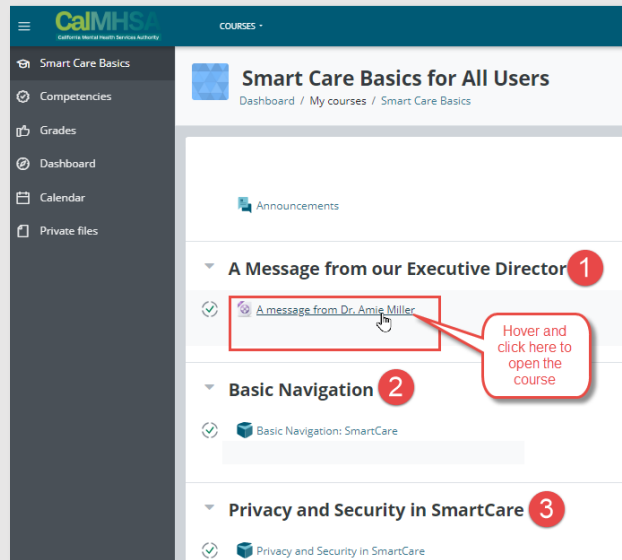 CalMHSA
California Mental Health Services Authority
COURSES
Smart Care Basics
Competencies
Grades
Dashboard
Calendar
Private files
Smart Care Basics for All Users
Dashboard / My courses / Smart Care Basics
Announcements
A Message from our Executive Director 1
A message from Dr. Amie Miller
Hover and
click here to
open the
course
Basic Navigation 2
Basic Navigation: SmartCare
Privacy and Security in SmartCare 3
Privacy and Security in SmartCare